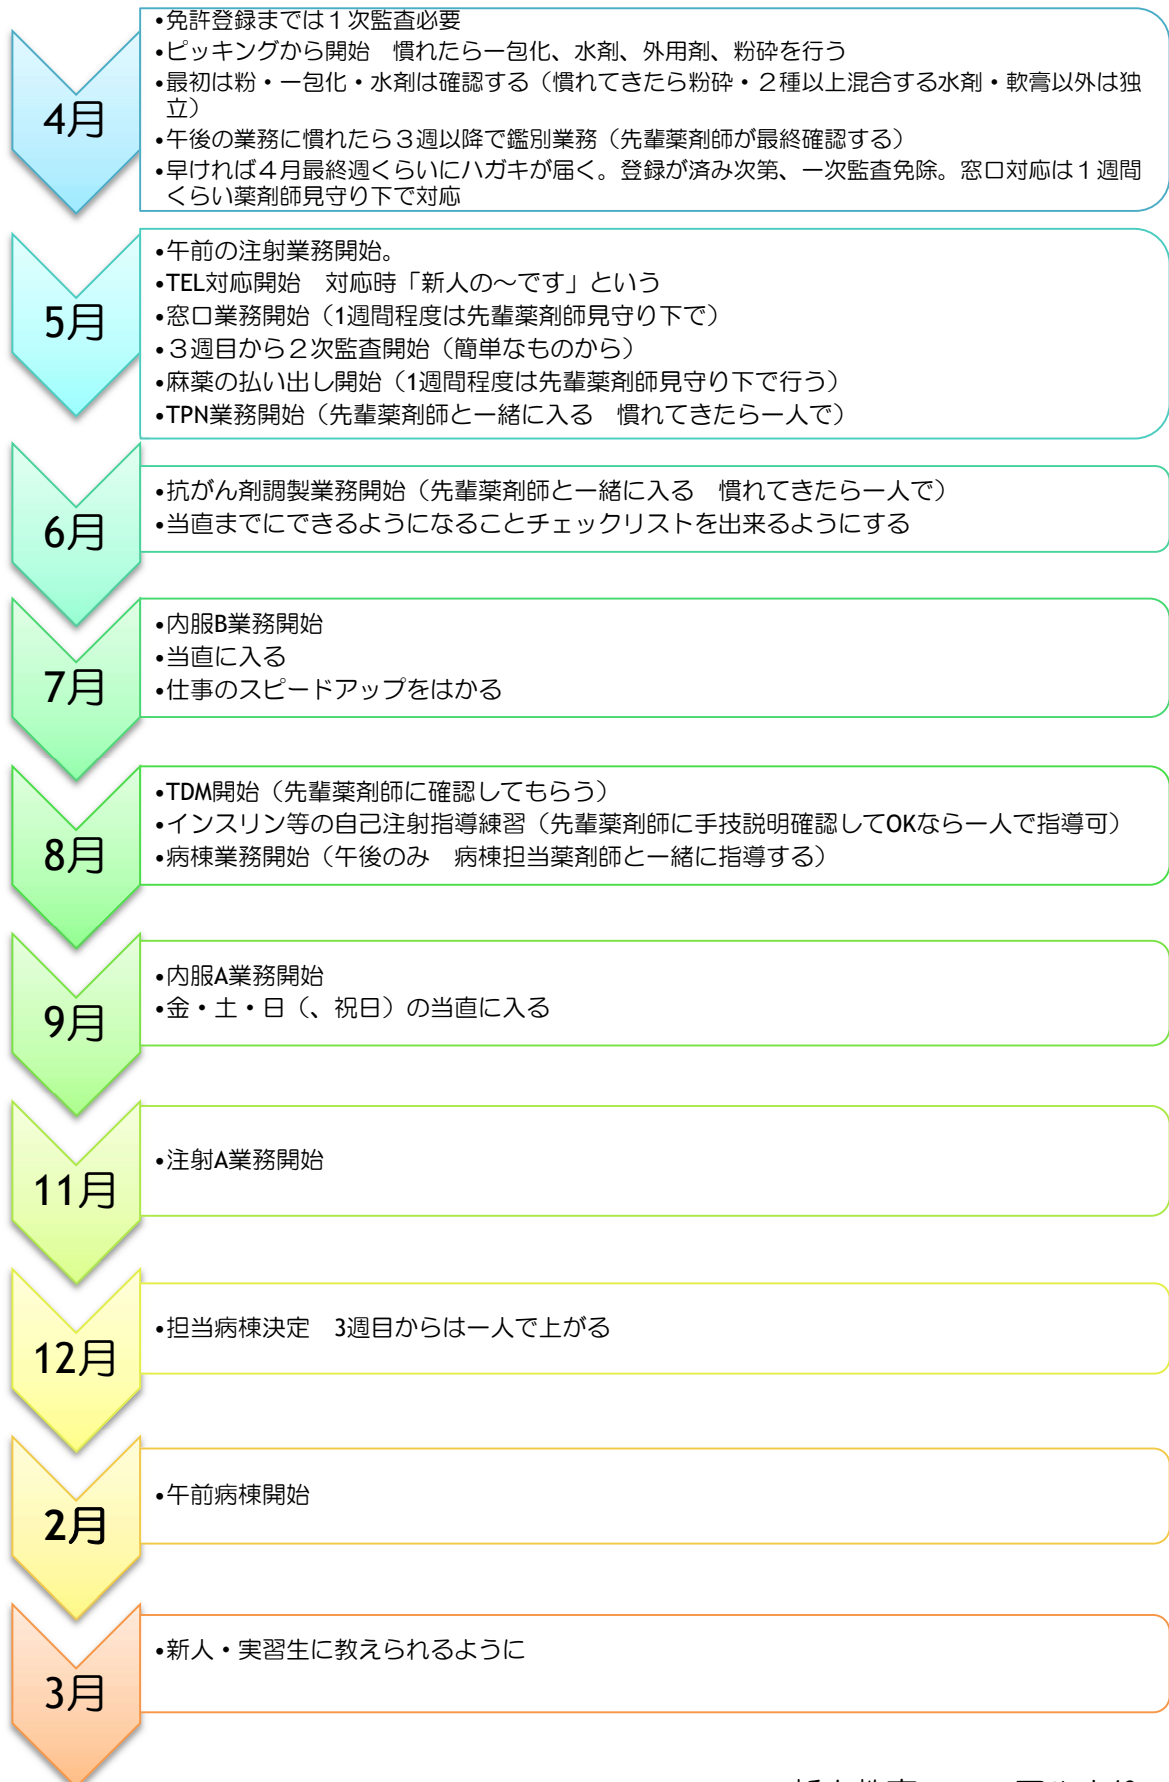 4月
•免許登録までは１次監査必要
•ピッキングから開始　慣れたら一包化、水剤、外用剤、粉砕を行う
•最初は粉・一包化・水剤は確認する（慣れてきたら粉砕・２種以上混合する水剤・軟膏以外は独
立）
•午後の業務に慣れたら３週以降で鑑別業務（先輩薬剤師が最終確認する）
•早ければ４月最終週くらいにハガキが届く。登録が済み次第、一次監査免除。窓口対応は１週間
くらい薬剤師見守り下で対応
5月
•午前の注射業務開始。
•TEL対応開始　対応時「新人の～です」という
•窓口業務開始（1週間程度は先輩薬剤師見守り下で）
•３週目から２次監査開始（簡単なものから）
•麻薬の払い出し開始（1週間程度は先輩薬剤師見守り下で行う）
•TPN業務開始（先輩薬剤師と一緒に入る　慣れてきたら一人で）
6月
•抗がん剤調製業務開始（先輩薬剤師と一緒に入る　慣れてきたら一人で）
•当直までにできるようになることチェックリストを出来るようにする
7月
•内服B業務開始
•当直に入る
•仕事のスピードアップをはかる
8月
•TDM開始（先輩薬剤師に確認してもらう）
•インスリン等の自己注射指導練習（先輩薬剤師に手技説明確認してOKなら一人で指導可）
•病棟業務開始（午後のみ　病棟担当薬剤師と一緒に指導する）
9月
•内服A業務開始
•金・土・日（、祝日）の当直に入る
11月
•注射A業務開始
12月
•担当病棟決定　3週目からは一人で上がる
2月
•午前病棟開始
3月
•新人・実習生に教えられるように